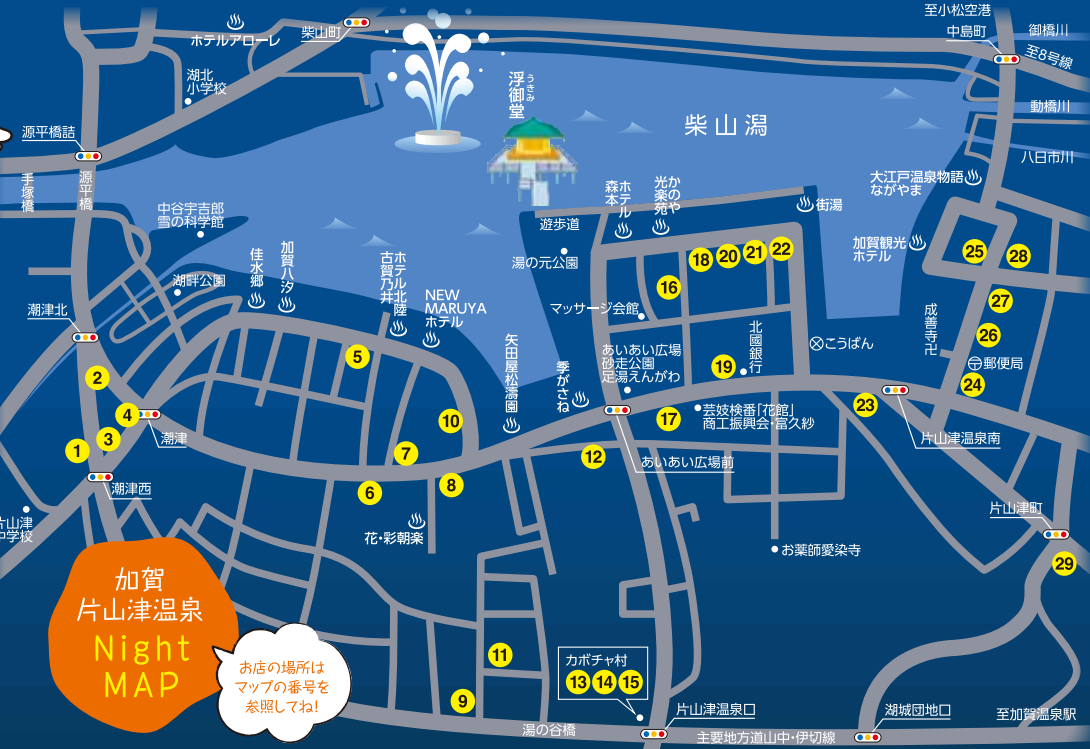 至小松空港
中島町
御橋川
至8号線
動橋川
八日市川
ホテルアローレ
柴山町
湖北
小学校
源平橋詰
源平橋
手塚橋
うきみ
浮御堂
柴山潟
中谷宇吉郎
雪の科学館
湖畔公園
佳水郷
加賀八汐
ホテル北陸
古賀乃井
NEW
MARUYA
ホテル
矢田屋松濤園
季がさね
遊歩道
湯の元公園
ホテル
森本
かのや
光楽苑
街湯
大江戸温泉物語
ながやま
加賀観光
ホテル
マッサージ会館
あいあい広場
砂走公園
足湯えんがわ
北國銀行
こうばん
成善寺卍
郵便局
芸妓検番「花館」
商工振興会・富久紗
あいあい広場前
片山津温泉南
片山津町
お薬師愛染寺
潮津北
潮津
潮津西
片山津
中学校
花・彩朝楽
1
2
3
4
5
6
7
8
9
10
11
12
カボチャ村
13 14 15
16
17
18
19
20
21
22
23
24
25
26
27
28
29
加賀
片山津温泉
Night
MAP
お店の場所は
マップの番号を
参照してね!
湯の谷橋
片山津温泉口
主要地方道山中・伊切線
湖城団地口
至加賀温泉駅